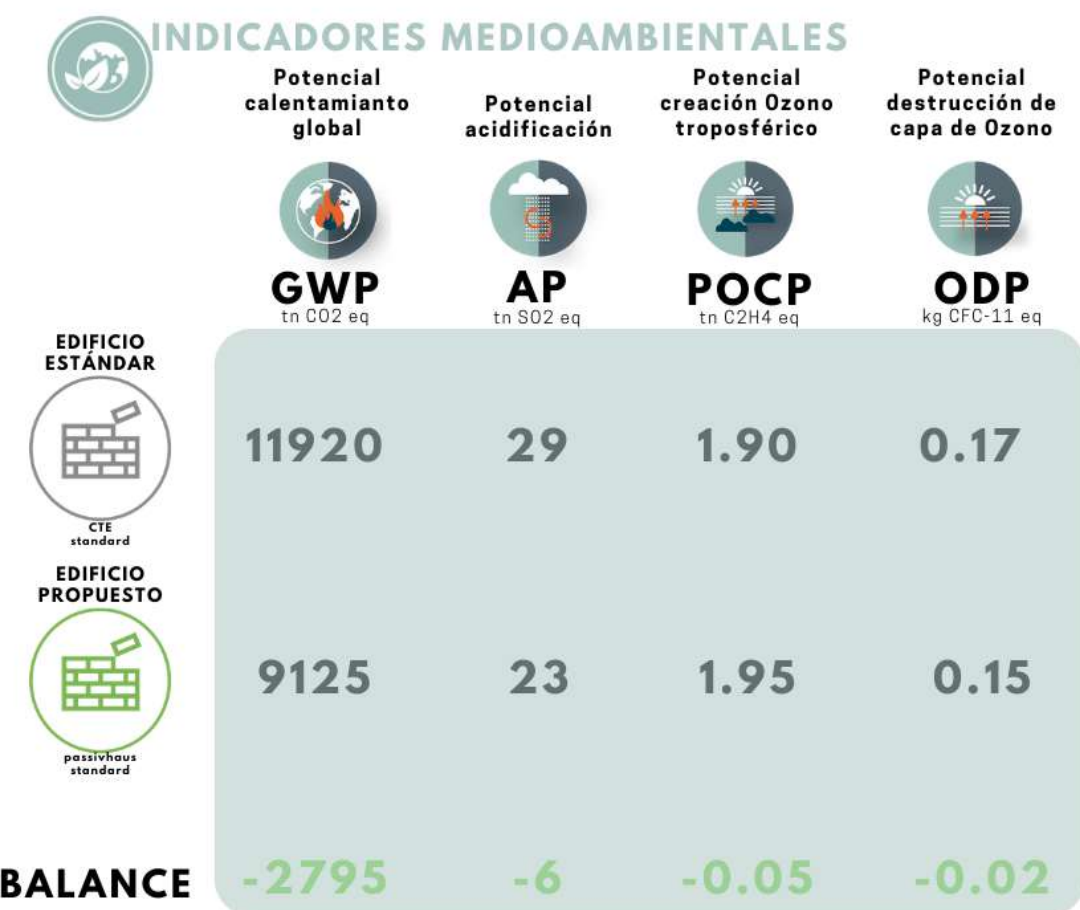 INDICADORES MEDIOAMBIENTALES
Potencial
calentamianto
global
Potencial
acidificación
Potencial
creación Ozono
troposférico
Potencial
destrucción de
capa de Ozono
GWP
tn CO2 eq
AP
tn SO2 eq
POCP
tn C2H4 eq
ODP
kg CFC-11 eq
EDIFICIO
ESTÁNDAR
CTE
standard
11920 29 1.90 0.17
EDIFICIO
PROPUESTO
passivhaus
standard
9125 23 1.95 0.15
BALANCE -2795 -6 -0.05 -0.02